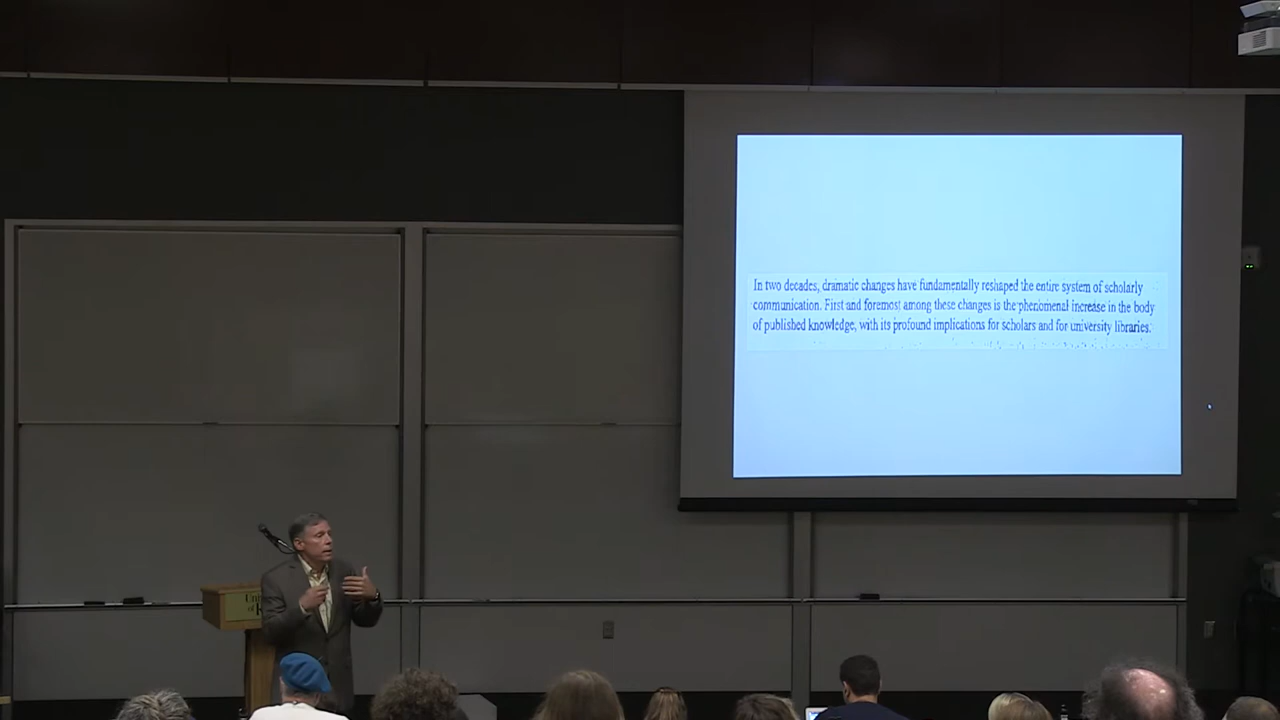 In two decades, dramatic changes have fundamentally reshaped the entire system of scholarly
communication. First and foremost among these changes is the phenomenal increase in the body
of published knowledge, with its profound implications for scholars and for university libraries.
of